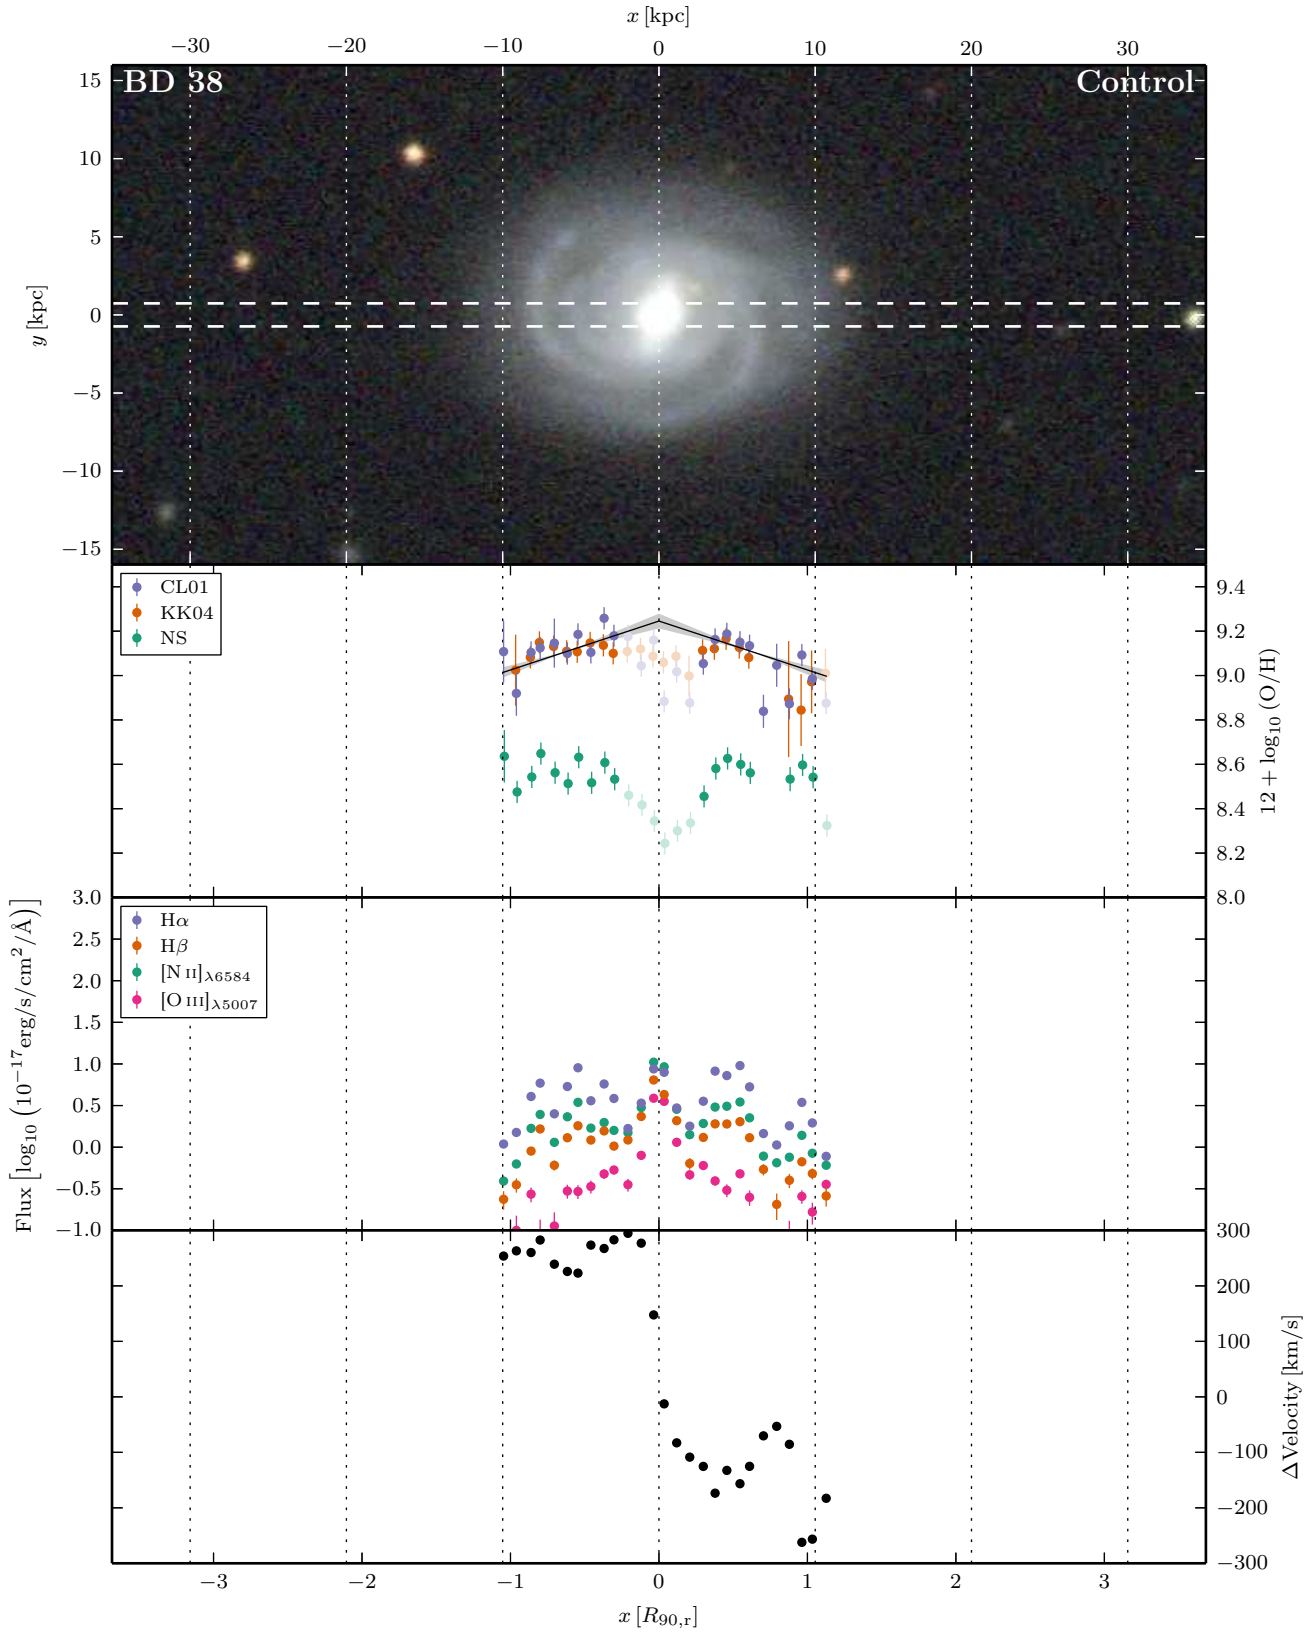 x [kpc]
−30 −20 −10 0 10 20 30
BD 38
Control
15
10
5
0
−5
−10
−15
y [kpc]
CL01
KK04
NS
9.4
9.2
9.0
8.8
8.6
8.4
8.2
8.0
12 + log₁₀ (O/H)
3.0
2.5
2.0
1.5
1.0
0.5
0.0
−0.5
−1.0
Flux [log₁₀ (10⁻¹⁷erg/s/cm²/Å)]
Hα
Hβ
[N II]λ6584
[O III]λ5007
300
200
100
0
−100
−200
−300
ΔVelocity [km/s]
−3 −2 −1 0 1 2 3
x [R₉₀,ᵣ]